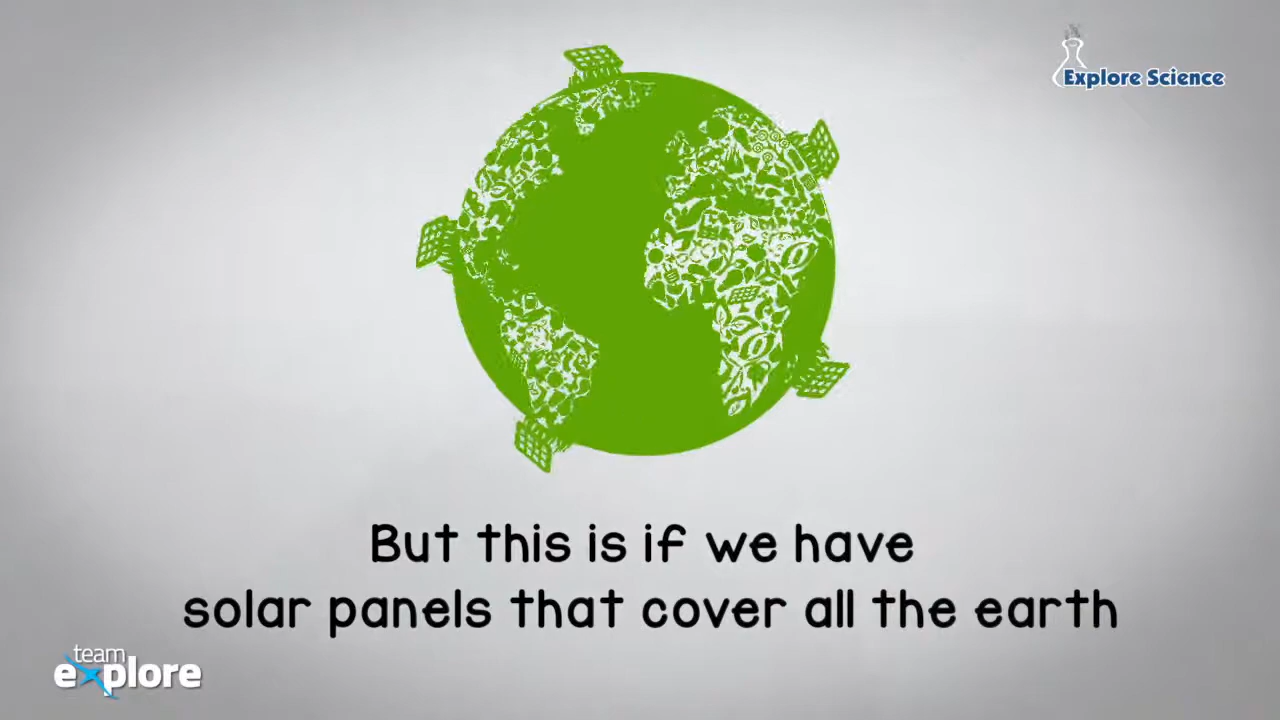 Explore Science
But this is if we have
solar panels that cover all the earth
team
explore